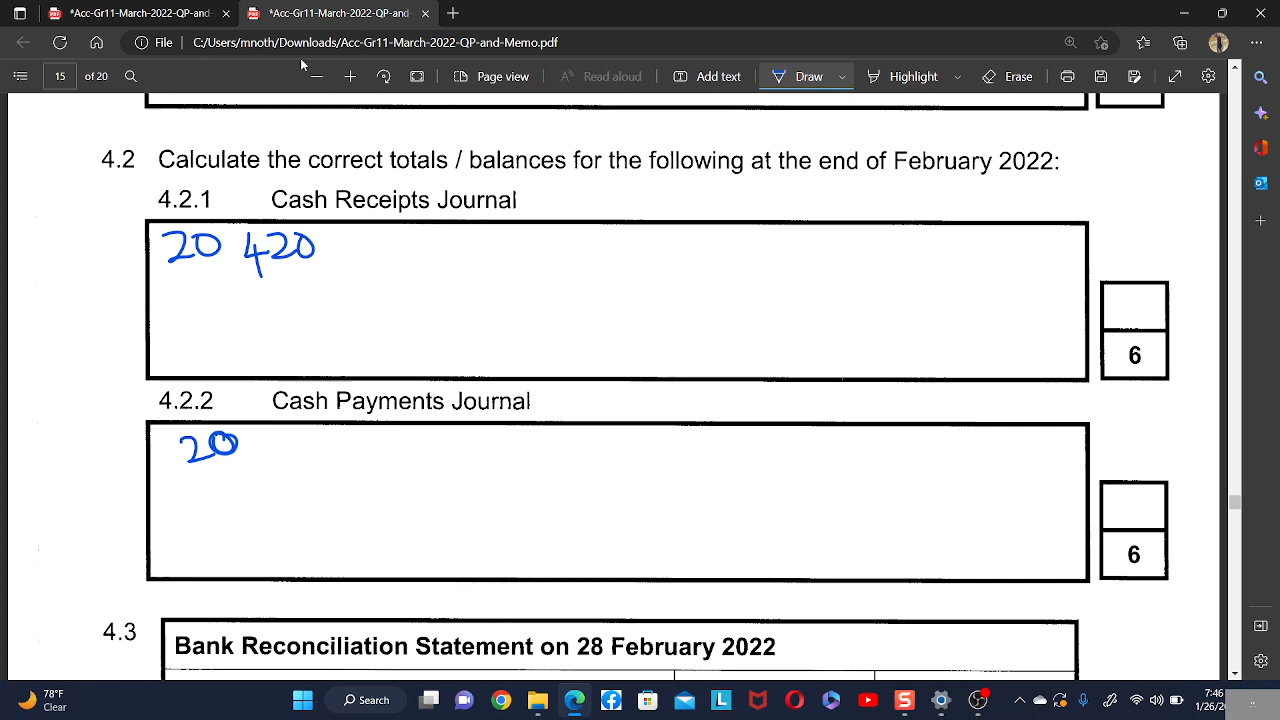 *Acc-Gr11-March-2022-QP-and-
*Acc-Gr11-March-2022-QP-and-
File C:/Users/mnoth/Downloads/Acc-Gr11-March-2022-QP-and-Memo.pdf
15 of 20 Page view Read aloud Add text Draw Highlight Erase
4.2 Calculate the correct totals / balances for the following at the end of February 2022:
4.2.1 Cash Receipts Journal
20 420
6
4.2.2 Cash Payments Journal
20
6
4.3 Bank Reconciliation Statement on 28 February 2022
78°F
Clear
Search
7:46
1/26/2